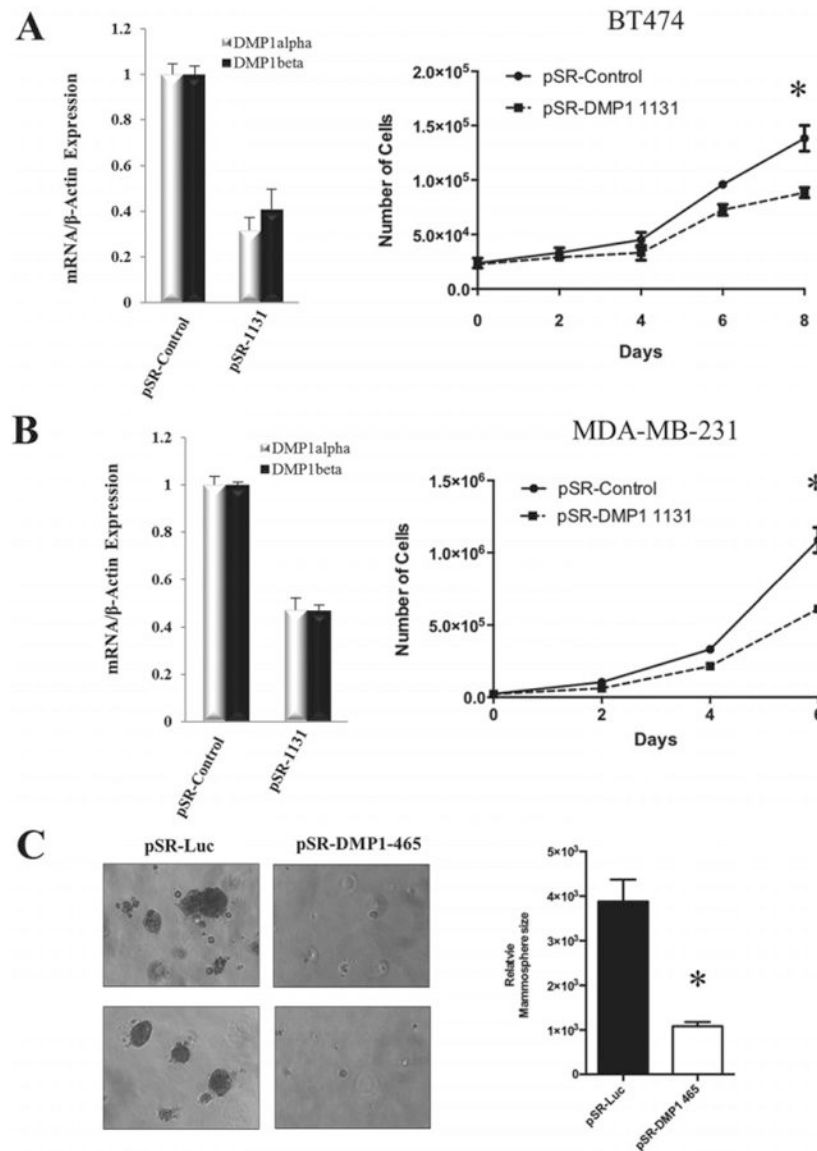 A
BT474
1.2
1
0.8
0.6
0.4
0.2
0
mRNA/β-Actin Expression
DMP1alpha
DMP1beta
pSR-Control
pSR-1131
2.0×10⁵
1.5×10⁵
1.0×10⁵
5.0×10⁴
0.0
Number of Cells
pSR-Control
pSR-DMP1 1131
*
0 2 4 6 8
Days
B
MDA-MB-231
1.2
1
0.8
0.6
0.4
0.2
0
mRNA/β-Actin Expression
DMP1alpha
DMP1beta
pSR-Control
pSR-1131
1.5×10⁶
1.0×10⁶
5.0×10⁵
0.0
Number of Cells
pSR-Control
pSR-DMP1 1131
*
0 2 4 6
Days
C
pSR-Luc pSR-DMP1-465
5×10³
4×10³
3×10³
2×10³
1×10³
0
Relatvie
Mammosphere size
*
pSR-Luc
pSR-DMP1 465